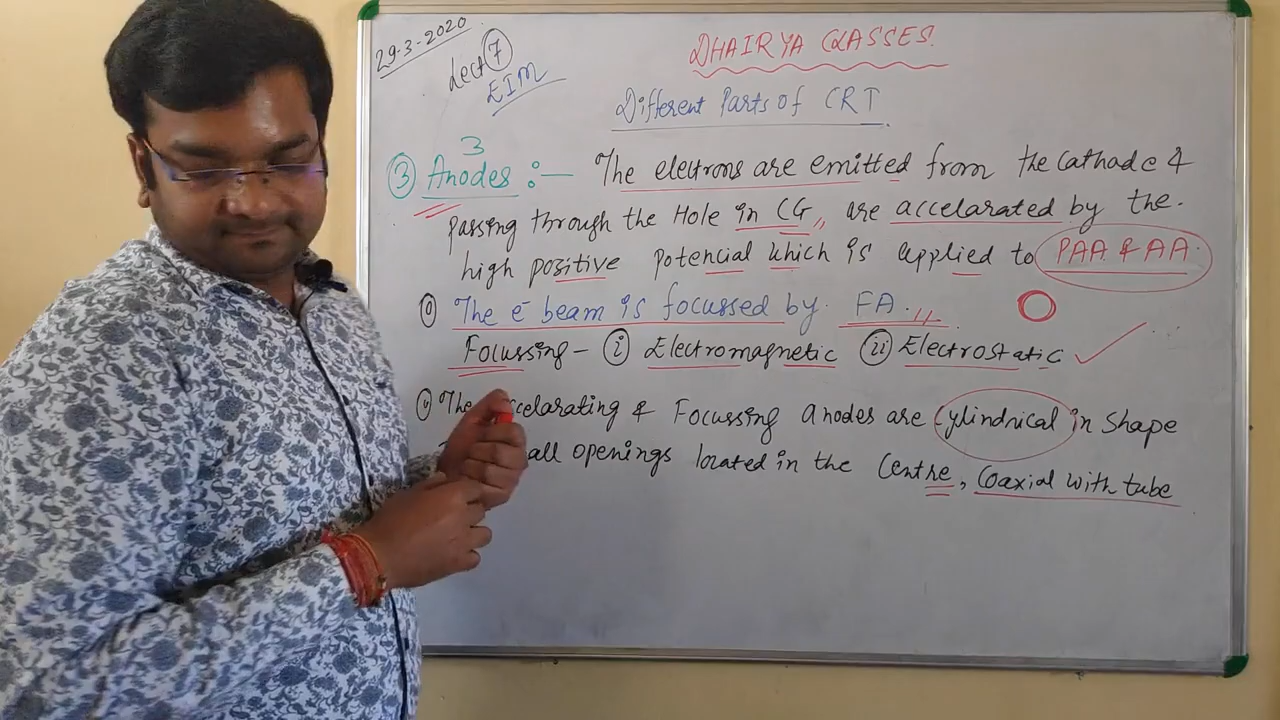 29-3-2020
Lect 7
EIM
DHAIRYA CLASSES
Different Parts of CRT
3
③ Anodes :— The electrons are emitted from the Cathode &
passing through the Hole in CG,, are accelarated by the
high positive potencial which is applied to PAA & AA
The e⁻ beam is focussed by FA.,,
Focussing – (i) Electromagnetic (ii) Electrostatic ✓
The celarating & Focussing anodes are Cylindrical in shape
all openings located in the Centre, Coaxial with tube